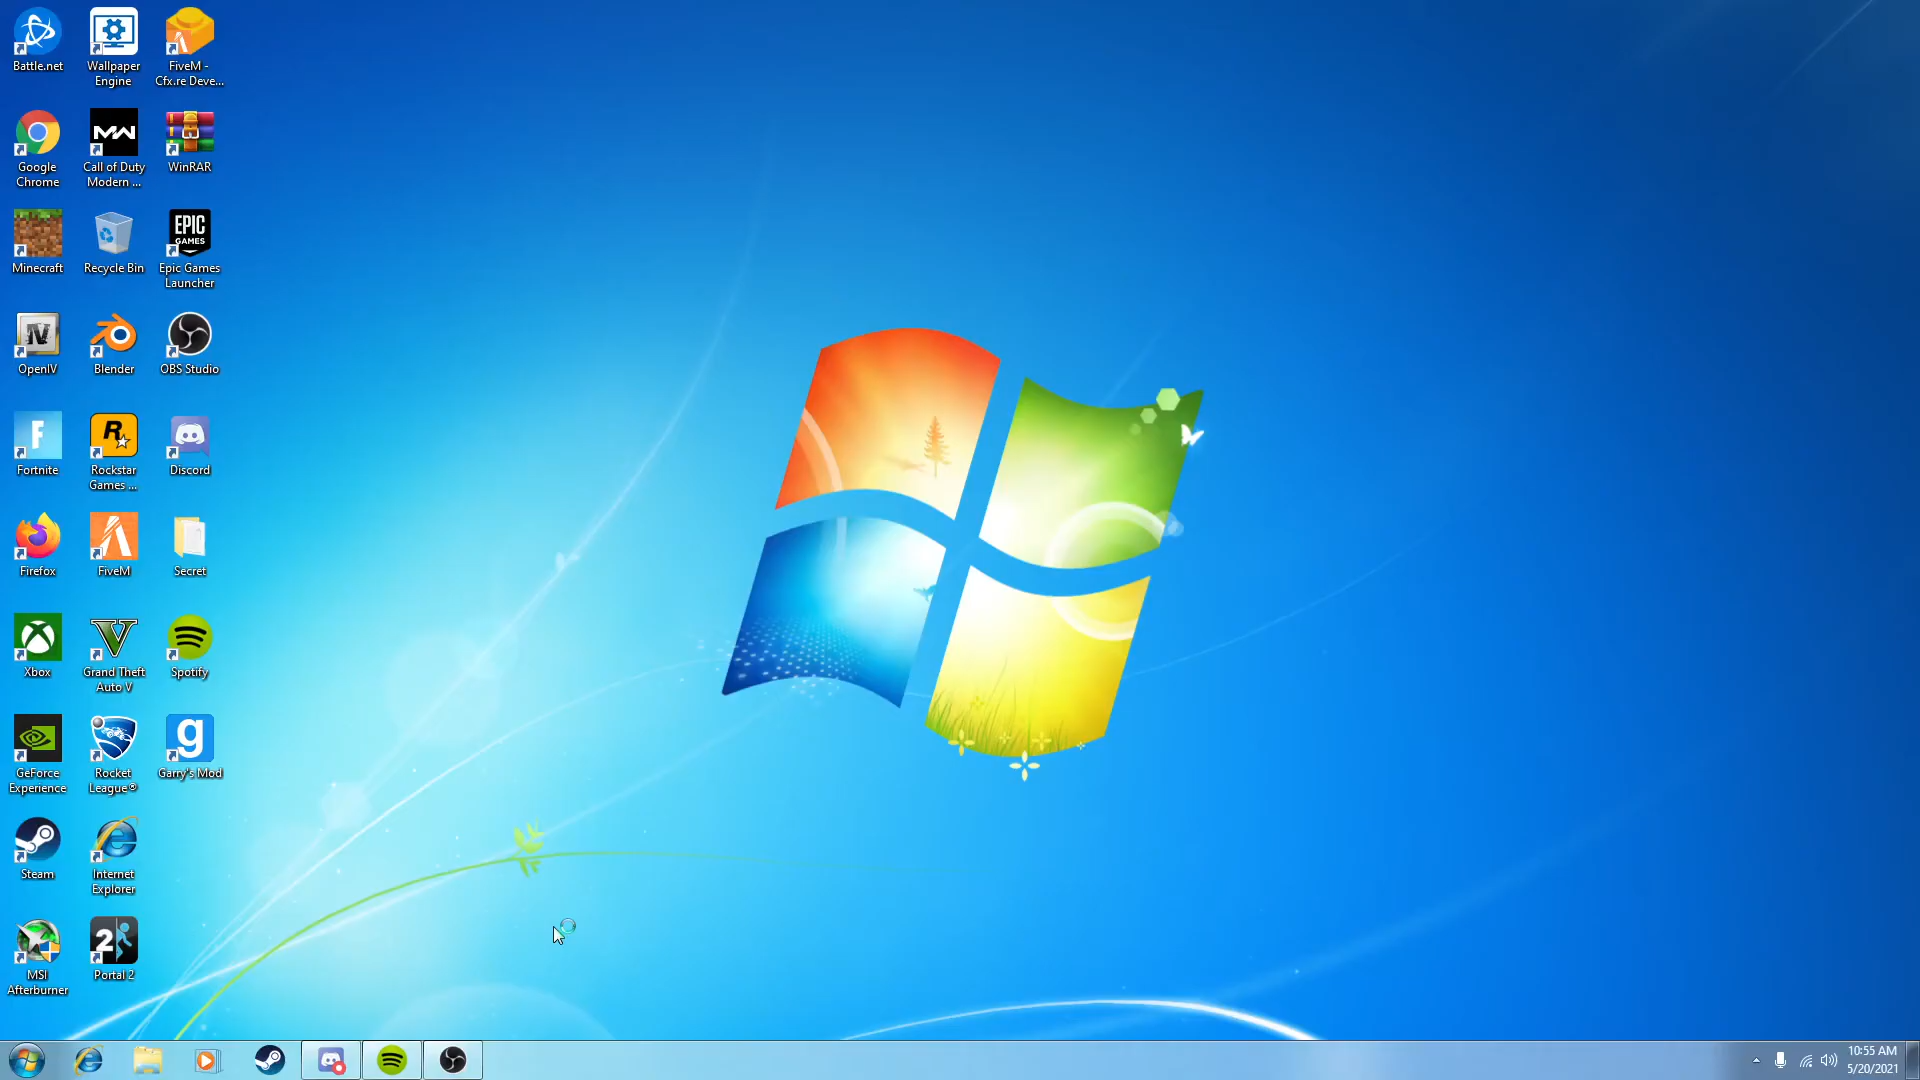 Battle.net
Wallpaper
Engine
FiveM -
Cfx.re Deve...
Google
Chrome
MW
Call of Duty
Modern ...
WinRAR
Minecraft
Recycle Bin
EPIC
GAMES
Epic Games
Launcher
IV
OpenIV
Blender
OBS Studio
F
Fortnite
R
Rockstar
Games ...
Discord
Firefox
FiveM
Secret
Xbox
V
Grand Theft
Auto V
Spotify
GeForce
Experience
Rocket
League®
g
Garry's Mod
Steam
Internet
Explorer
MSI
Afterburner
2
Portal 2
10:55 AM
5/20/2021